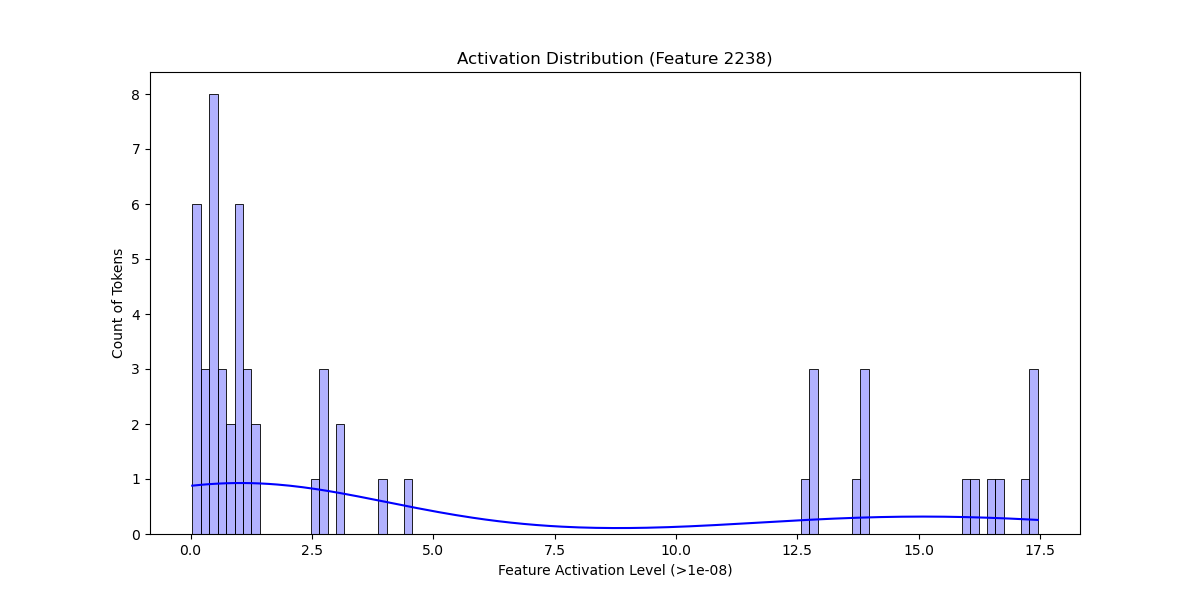 Activation Distribution (Feature 2238)
Count of Tokens
8
7
6
5
4
3
2
1
0
0.0 2.5 5.0 7.5 10.0 12.5 15.0 17.5
Feature Activation Level (>1e-08)